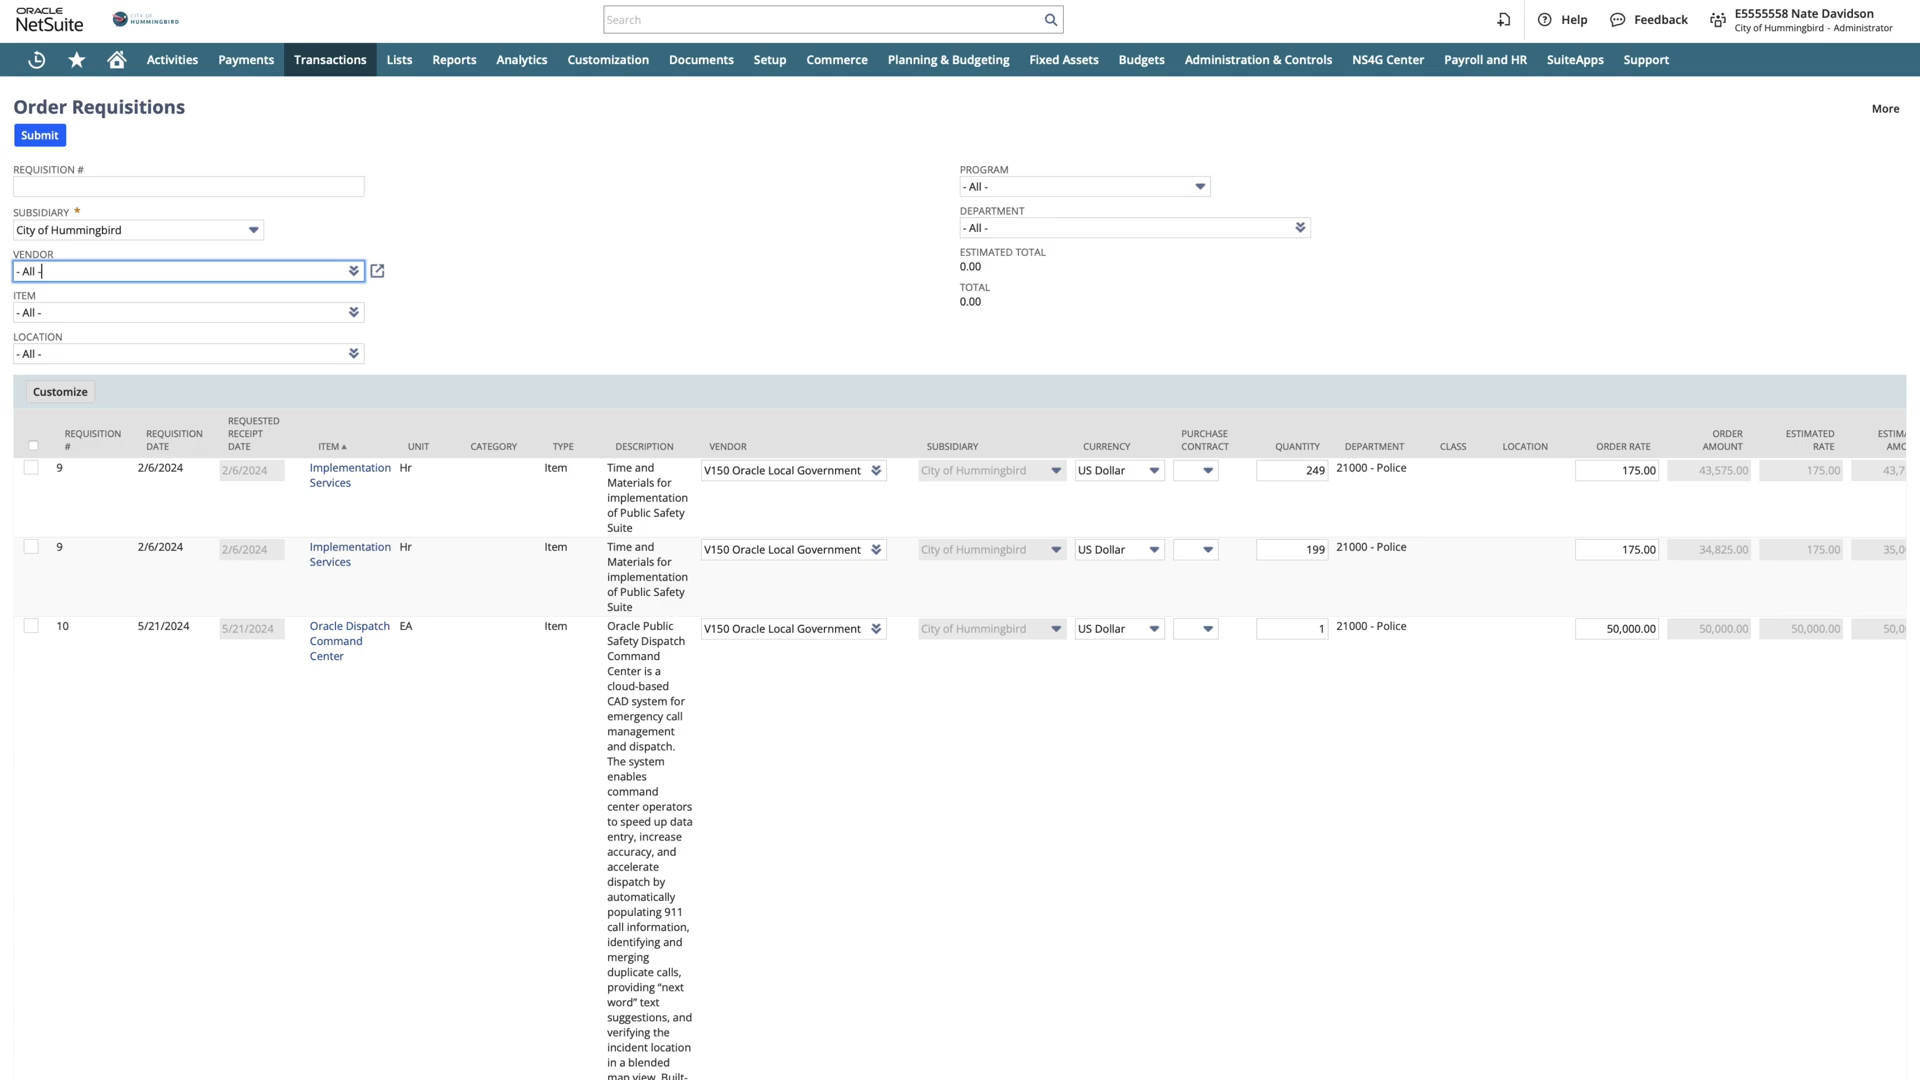 ORACLE
NetSuite
CITY OF
HUMMINGBIRD
Search
Help
Feedback
E5555558 Nate Davidson
City of Hummingbird - Administrator
Activities Payments Transactions Lists Reports Analytics Customization Documents Setup Commerce Planning & Budgeting Fixed Assets Budgets Administration & Controls NS4G Center Payroll and HR SuiteApps Support
Order Requisitions
More
Submit
REQUISITION #
SUBSIDIARY *
City of Hummingbird
VENDOR
- All -
ITEM
- All -
LOCATION
- All -
PROGRAM
- All -
DEPARTMENT
- All -
ESTIMATED TOTAL
0.00
TOTAL
0.00
Customize
REQUISITION
#
REQUISITION
DATE
REQUESTED
RECEIPT
DATE
ITEM
UNIT
CATEGORY
TYPE
DESCRIPTION
VENDOR
SUBSIDIARY
CURRENCY
PURCHASE
CONTRACT
QUANTITY
DEPARTMENT
CLASS
LOCATION
ORDER RATE
ORDER
AMOUNT
ESTIMATED
RATE
ESTIMA
AMO
9
2/6/2024
2/6/2024
Implementation
Services
Hr
Item
Time and
Materials for
implementation
of Public Safety
Suite
V150 Oracle Local Government
City of Hummingbird
US Dollar
249
21000 - Police
175.00
43,575.00
175.00
43,7
9
2/6/2024
2/6/2024
Implementation
Services
Hr
Item
Time and
Materials for
implementation
of Public Safety
Suite
V150 Oracle Local Government
City of Hummingbird
US Dollar
199
21000 - Police
175.00
34,825.00
175.00
35,0
10
5/21/2024
5/21/2024
Oracle Dispatch
Command
Center
EA
Item
Oracle Public
Safety Dispatch
Command
Center is a
cloud-based
CAD system for
emergency call
management
and dispatch.
The system
enables
command
center operators
to speed up data
entry, increase
accuracy, and
accelerate
dispatch by
automatically
populating 911
call information,
identifying and
merging
duplicate calls,
providing “next
word” text
suggestions, and
verifying the
incident location
in a blended
map view. Built-
V150 Oracle Local Government
City of Hummingbird
US Dollar
1
21000 - Police
50,000.00
50,000.00
50,000.00
50,0